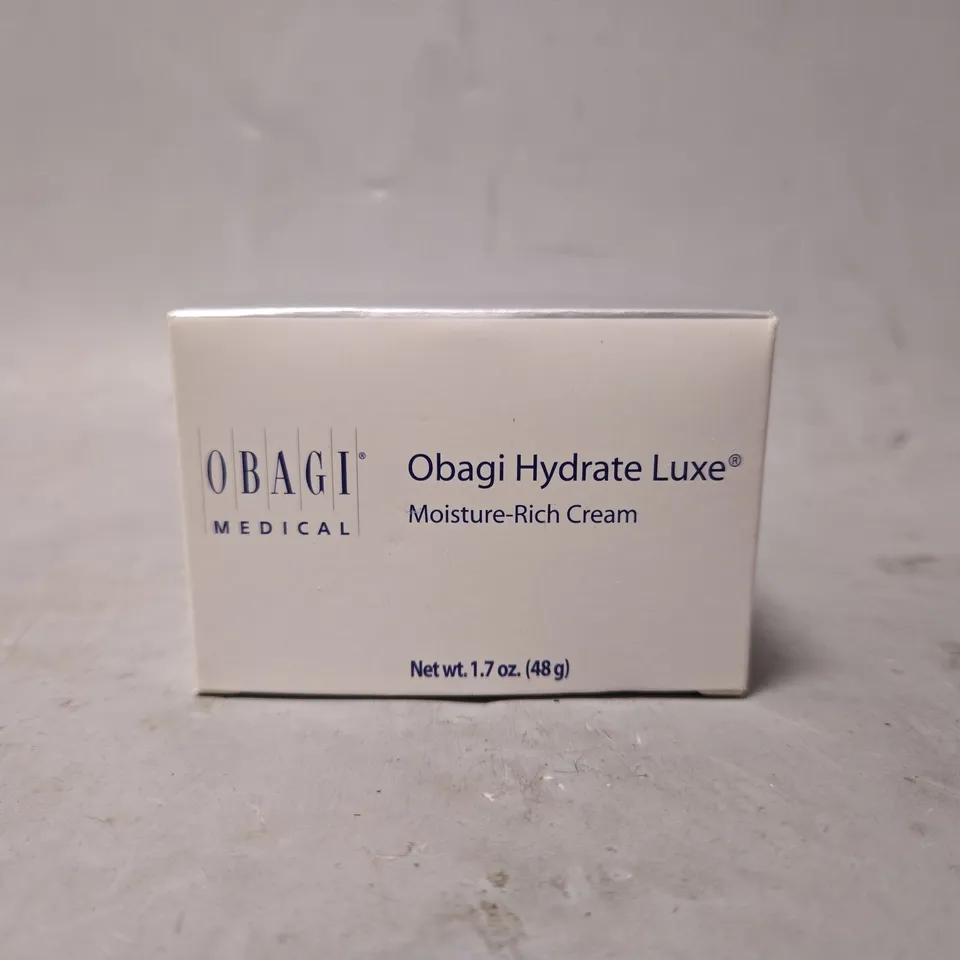 OBAGI®
MEDICAL
Obagi Hydrate Luxe®
Moisture-Rich Cream
Net wt. 1.7 oz. (48 g)